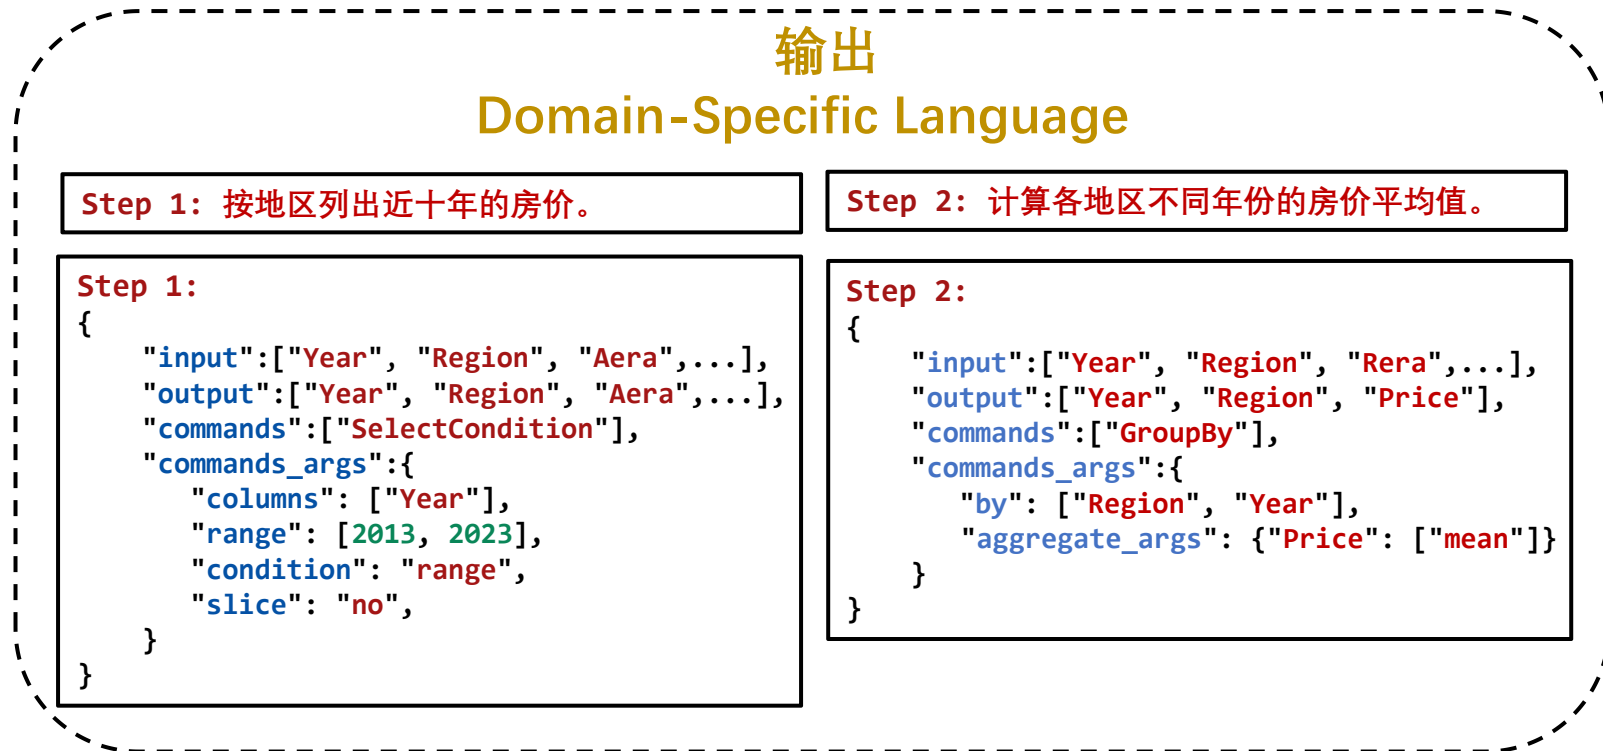 输出
Domain-Specific Language
Step 1: 按地区列出近十年的房价。
Step 1:
{
"input":["Year", "Region", "Aera",...],
"output":["Year", "Region", "Aera",...],
"commands":["SelectCondition"],
"commands_args":{
"columns": ["Year"],
"range": [2013, 2023],
"condition": "range",
"slice": "no",
}
}
Step 2: 计算各地区不同年份的房价平均值。
Step 2:
{
"input":["Year", "Region", "Rera",...],
"output":["Year", "Region", "Price"],
"commands":["GroupBy"],
"commands_args":{
"by": ["Region", "Year"],
"aggregate_args": {"Price": ["mean"]}
}
}